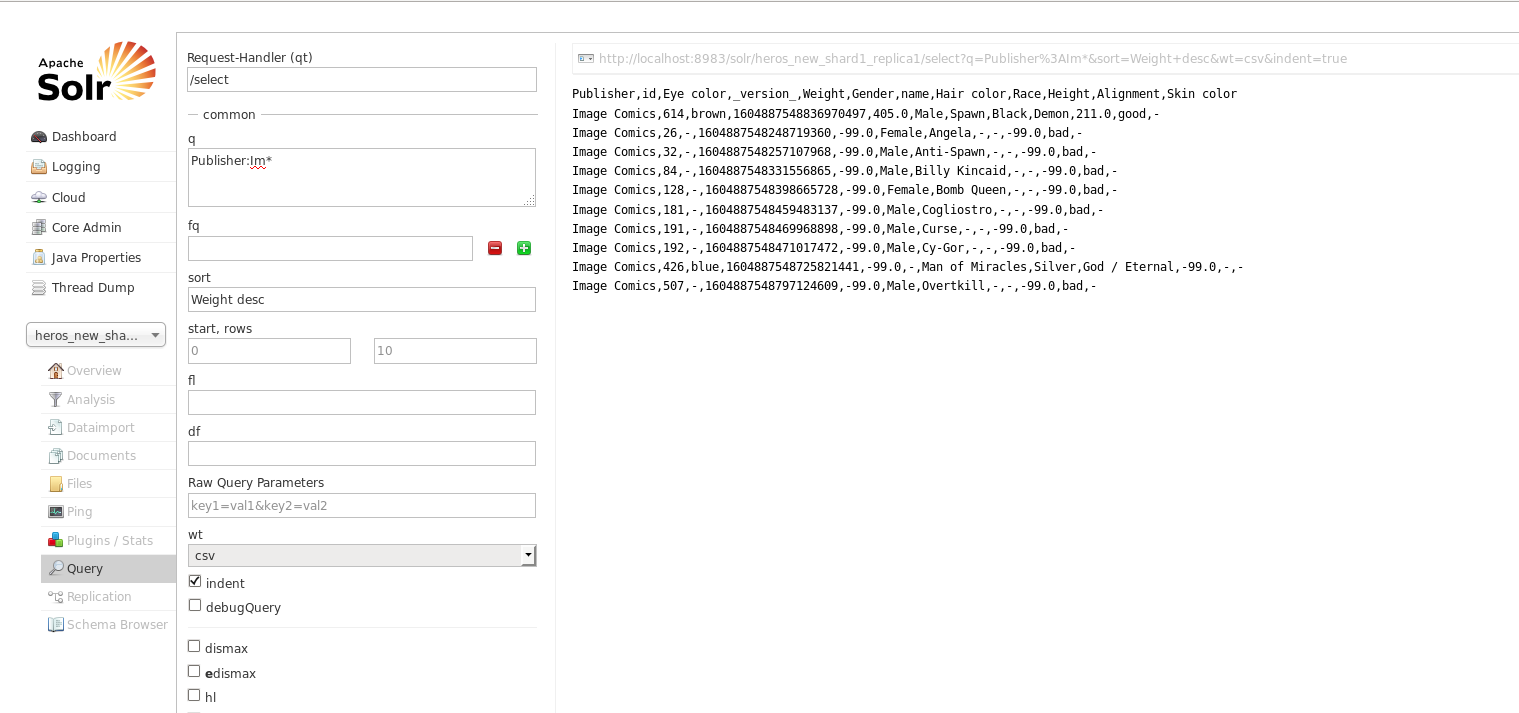 Apache
Solr
Dashboard
Logging
Cloud
Core Admin
Java Properties
Thread Dump
heros_new_sha...
Overview
Analysis
Dataimport
Documents
Files
Ping
Plugins / Stats
Query
Replication
Schema Browser
Request-Handler (qt)
/select
common
q
Publisher:Im*
fq
sort
Weight desc
start, rows
0 10
fl
df
Raw Query Parameters
key1=val1&key2=val2
wt
csv
indent
debugQuery
dismax
edismax
hl
http://localhost:8983/solr/heros_new_shard1_replica1/select?q=Publisher%3AIm*&sort=Weight+desc&wt=csv&indent=true
Publisher,id,Eye color,_version_,Weight,Gender,name,Hair color,Race,Height,Alignment,Skin color
Image Comics,614,brown,1604887548836970497,405.0,Male,Spawn,Black,Demon,211.0,good,-
Image Comics,26,-,1604887548248719360,-99.0,Female,Angela,-,-,-99.0,bad,-
Image Comics,32,-,1604887548257107968,-99.0,Male,Anti-Spawn,-,-,-99.0,bad,-
Image Comics,84,-,1604887548331556865,-99.0,Male,Billy Kincaid,-,-,-99.0,bad,-
Image Comics,128,-,1604887548398665728,-99.0,Female,Bomb Queen,-,-,-99.0,bad,-
Image Comics,181,-,1604887548459483137,-99.0,Male,Cogliostro,-,-,-99.0,bad,-
Image Comics,191,-,1604887548469968898,-99.0,Male,Curse,-,-,-99.0,bad,-
Image Comics,192,-,1604887548471017472,-99.0,Male,Cy-Gor,-,-,-99.0,bad,-
Image Comics,426,blue,1604887548725821441,-99.0,-,Man of Miracles,Silver,God / Eternal,-99.0,-,-
Image Comics,507,-,1604887548797124609,-99.0,Male,Overtkill,-,-,-99.0,bad,-